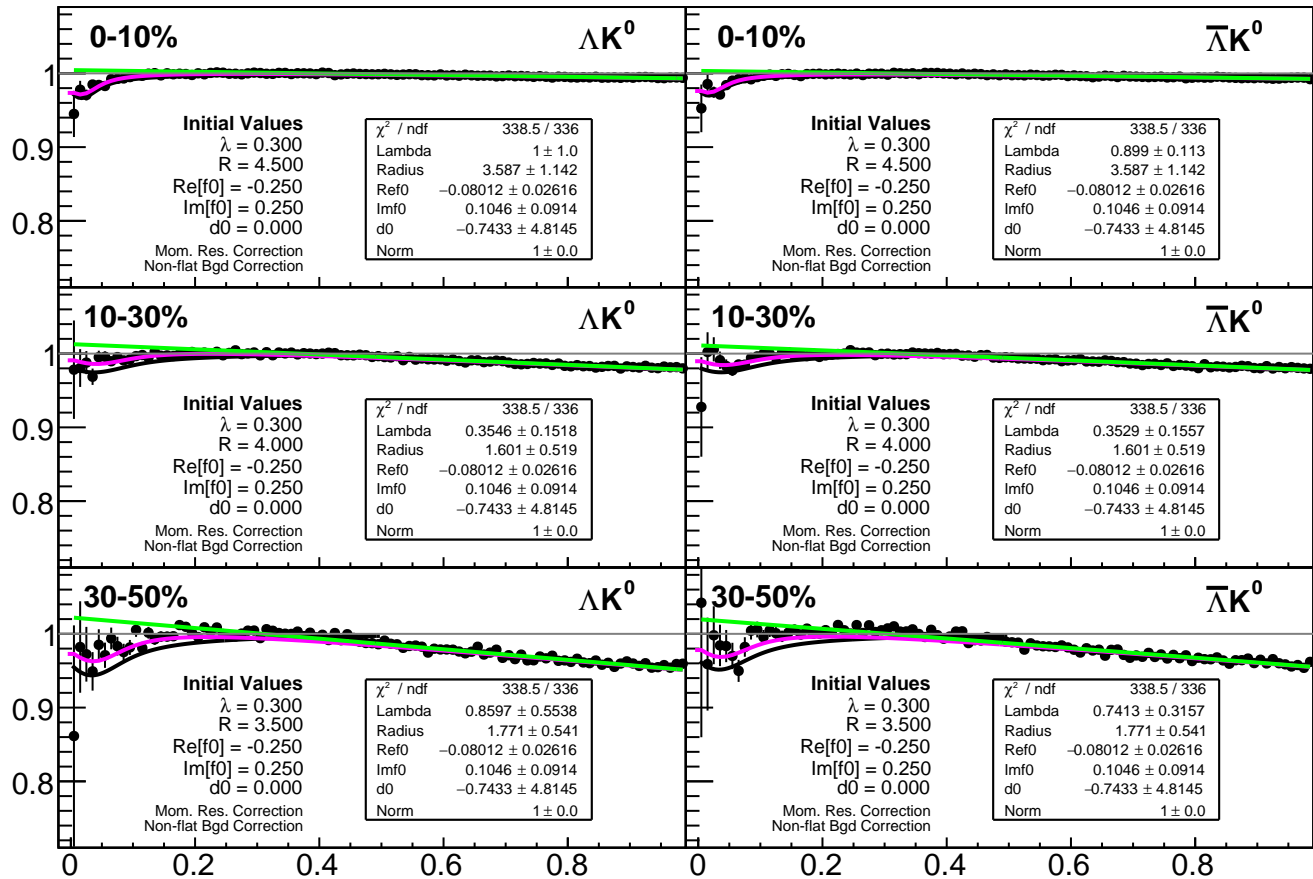 0-10% ΛK⁰
1
0.9
0.8
Initial Values
λ = 0.300
R = 4.500
Re[f0] = -0.250
Im[f0] = 0.250
d0 = 0.000
Mom. Res. Correction
Non-flat Bgd Correction
χ² / ndf 338.5 / 336
Lambda 1 ± 1.0
Radius 3.587 ± 1.142
Ref0 −0.08012 ± 0.02616
Imf0 0.1046 ± 0.0914
d0 −0.7433 ± 4.8145
Norm 1 ± 0.0
0-10% Λ̅K⁰
Initial Values
λ = 0.300
R = 4.500
Re[f0] = -0.250
Im[f0] = 0.250
d0 = 0.000
Mom. Res. Correction
Non-flat Bgd Correction
χ² / ndf 338.5 / 336
Lambda 0.899 ± 0.113
Radius 3.587 ± 1.142
Ref0 −0.08012 ± 0.02616
Imf0 0.1046 ± 0.0914
d0 −0.7433 ± 4.8145
Norm 1 ± 0.0
10-30% ΛK⁰
1
0.9
0.8
Initial Values
λ = 0.300
R = 4.000
Re[f0] = -0.250
Im[f0] = 0.250
d0 = 0.000
Mom. Res. Correction
Non-flat Bgd Correction
χ² / ndf 338.5 / 336
Lambda 0.3546 ± 0.1518
Radius 1.601 ± 0.519
Ref0 −0.08012 ± 0.02616
Imf0 0.1046 ± 0.0914
d0 −0.7433 ± 4.8145
Norm 1 ± 0.0
10-30% Λ̅K⁰
Initial Values
λ = 0.300
R = 4.000
Re[f0] = -0.250
Im[f0] = 0.250
d0 = 0.000
Mom. Res. Correction
Non-flat Bgd Correction
χ² / ndf 338.5 / 336
Lambda 0.3529 ± 0.1557
Radius 1.601 ± 0.519
Ref0 −0.08012 ± 0.02616
Imf0 0.1046 ± 0.0914
d0 −0.7433 ± 4.8145
Norm 1 ± 0.0
30-50% ΛK⁰
1
0.9
0.8
Initial Values
λ = 0.300
R = 3.500
Re[f0] = -0.250
Im[f0] = 0.250
d0 = 0.000
Mom. Res. Correction
Non-flat Bgd Correction
χ² / ndf 338.5 / 336
Lambda 0.8597 ± 0.5538
Radius 1.771 ± 0.541
Ref0 −0.08012 ± 0.02616
Imf0 0.1046 ± 0.0914
d0 −0.7433 ± 4.8145
Norm 1 ± 0.0
30-50% Λ̅K⁰
Initial Values
λ = 0.300
R = 3.500
Re[f0] = -0.250
Im[f0] = 0.250
d0 = 0.000
Mom. Res. Correction
Non-flat Bgd Correction
χ² / ndf 338.5 / 336
Lambda 0.7413 ± 0.3157
Radius 1.771 ± 0.541
Ref0 −0.08012 ± 0.02616
Imf0 0.1046 ± 0.0914
d0 −0.7433 ± 4.8145
Norm 1 ± 0.0
0 0.2 0.4 0.6 0.8 0 0.2 0.4 0.6 0.8